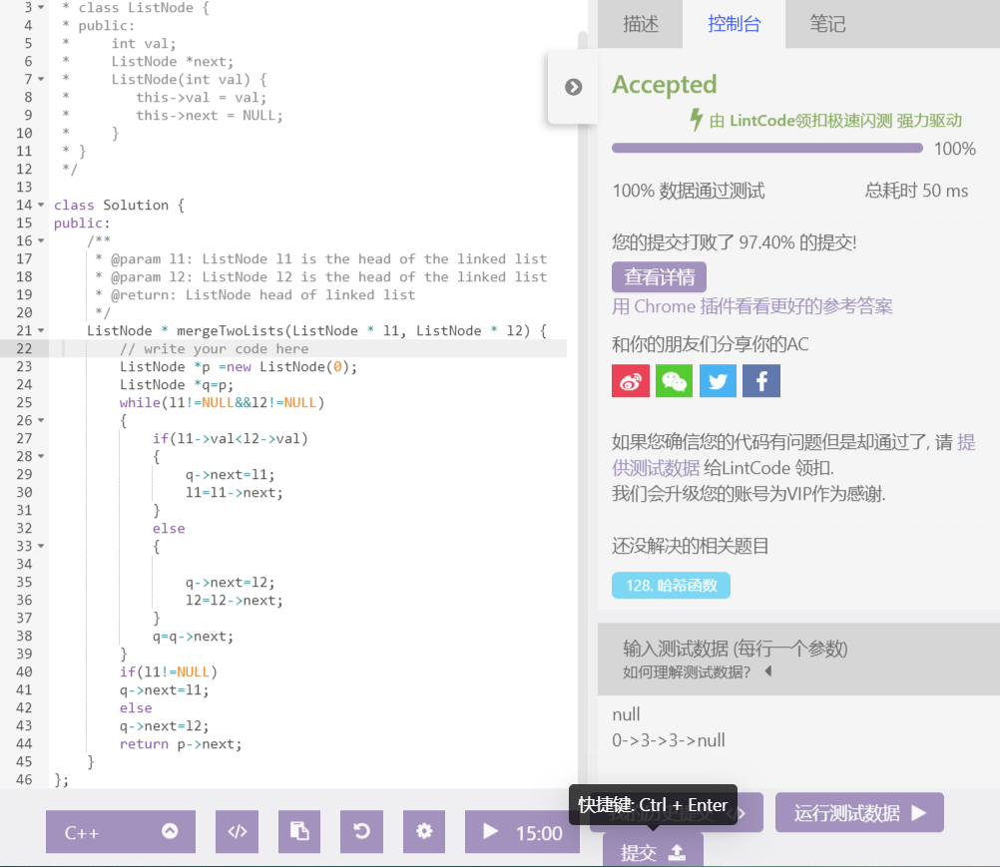 3 * class ListNode {
4 * public:
5 *     int val;
6 *     ListNode *next;
7 *     ListNode(int val) {
8 *        this->val = val;
9 *        this->next = NULL;
10 *     }
11 * }
12 */
13
14 class Solution {
15 public:
16     /**
17      * @param l1: ListNode l1 is the head of the linked list
18      * @param l2: ListNode l2 is the head of the linked list
19      * @return: ListNode head of linked list
20      */
21     ListNode * mergeTwoLists(ListNode * l1, ListNode * l2) {
22         // write your code here
23         ListNode *p =new ListNode(0);
24         ListNode *q=p;
25         while(l1!=NULL&&l2!=NULL)
26         {
27             if(l1->val<l2->val)
28             {
29                 q->next=l1;
30                 l1=l1->next;
31             }
32             else
33             {
34
35                 q->next=l2;
36                 l2=l2->next;
37             }
38             q=q->next;
39         }
40         if(l1!=NULL)
41         q->next=l1;
42         else
43         q->next=l2;
44         return p->next;
45     }
46 };
C++
15:00
描述 控制台 笔记
Accepted
由 LintCode领扣极速闪测 强力驱动
100%
100% 数据通过测试 总耗时 50 ms
您的提交打败了 97.40% 的提交!
查看详情
用 Chrome 插件看看更好的参考答案
和你的朋友们分享你的AC
如果您确信您的代码有问题但是却通过了, 请 提
供测试数据 给LintCode 领扣.
我们会升级您的账号为VIP作为感谢.
还没解决的相关题目
128. 哈希函数
输入测试数据 (每行一个参数)
如何理解测试数据?
null
0->3->3->null
快捷键: Ctrl + Enter
运行测试数据
提交